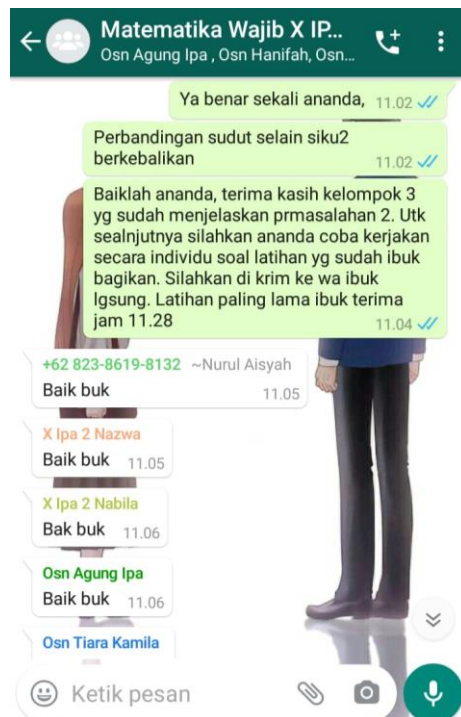 Matematika Wajib X IP...
Osn Agung Ipa , Osn Hanifah, Osn...
Ya benar sekali ananda, 11.02
Perbandingan sudut selain siku2
berkebalikan 11.02
Baiklah ananda, terima kasih kelompok 3
yg sudah menjelaskan prmasalahan 2. Utk
sealnjutnya silahkan ananda coba kerjakan
secara individu soal latihan yg sudah ibuk
bagikan. Silahkan di krim ke wa ibuk
lgsung. Latihan paling lama ibuk terima
jam 11.28 11.04
+62 823-8619-8132 ~Nurul Aisyah
Baik buk 11.05
X Ipa 2 Nazwa
Baik buk 11.05
X Ipa 2 Nabila
Bak buk 11.06
Osn Agung Ipa
Baik buk 11.06
Osn Tiara Kamila
Ketik pesan